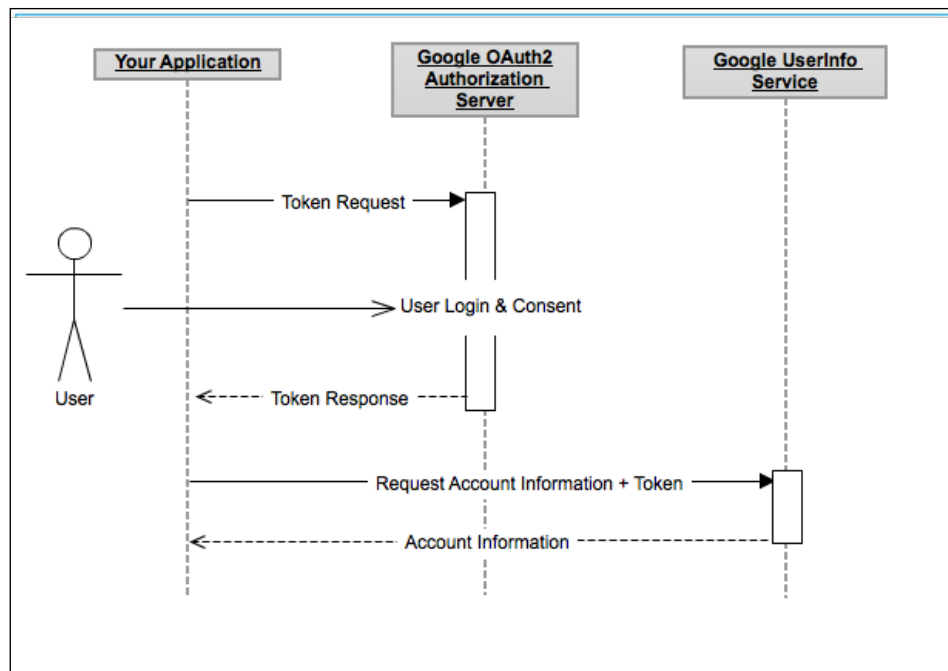 Your Application
Google OAuth2
Authorization
Server
Google UserInfo
Service
Token Request
User Login & Consent
User
Token Response
Request Account Information + Token
Account Information